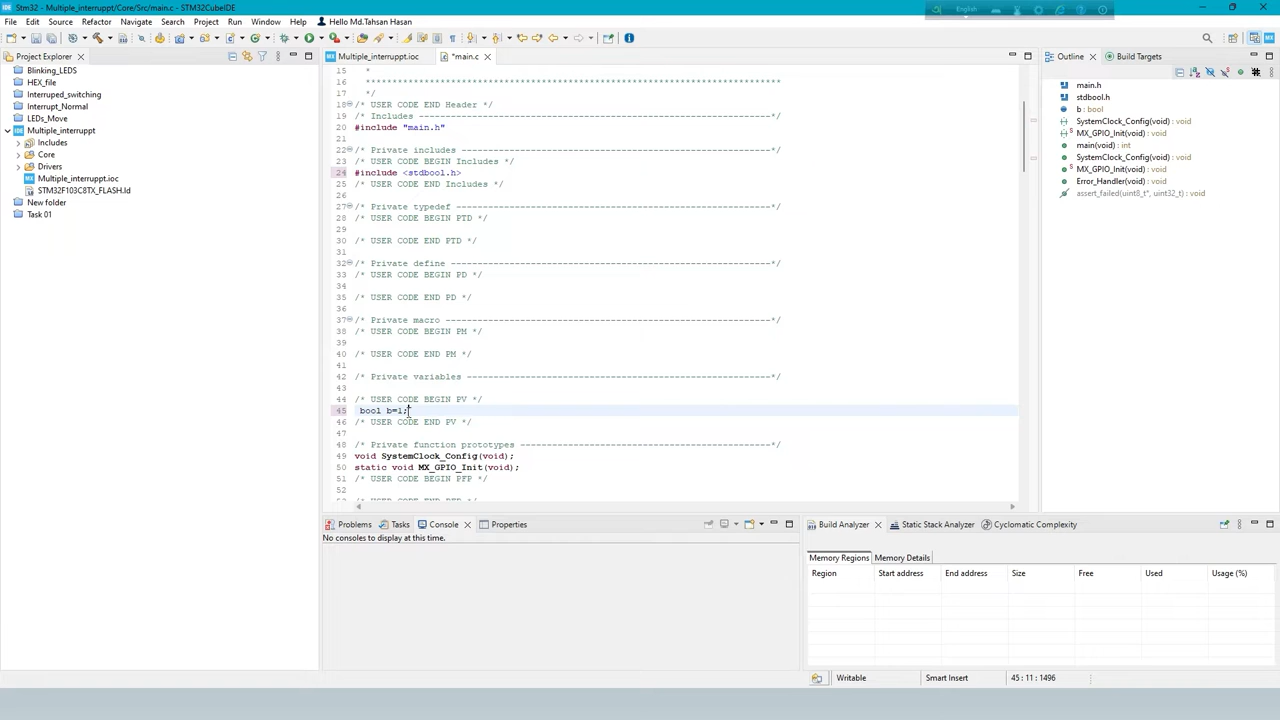 Stm32 - Multiple_interruppt/Core/Src/main.c - STM32CubeIDE
English
File Edit Source Refactor Navigate Search Project Run Window Help Hello Md.Tahsan Hasan
Project Explorer
Multiple_interruppt.ioc
*main.c
Outline
Build Targets
Blinking_LEDS
HEX_file
Interruped_switching
Interrupt_Normal
LEDs_Move
Multiple_interruppt
Includes
Core
Drivers
Multiple_interruppt.ioc
STM32F103C8TX_FLASH.ld
New folder
Task 01
15 *
16 ******************************************************************************
17 */
18 /* USER CODE END Header */
19 /* Includes ------------------------------------------------------------------*/
20 #include "main.h"
21
22 /* Private includes ----------------------------------------------------------*/
23 /* USER CODE BEGIN Includes */
24 #include <stdbool.h>
25 /* USER CODE END Includes */
26
27 /* Private typedef -----------------------------------------------------------*/
28 /* USER CODE BEGIN PTD */
29
30 /* USER CODE END PTD */
31
32 /* Private define ------------------------------------------------------------*/
33 /* USER CODE BEGIN PD */
34
35 /* USER CODE END PD */
36
37 /* Private macro -------------------------------------------------------------*/
38 /* USER CODE BEGIN PM */
39
40 /* USER CODE END PM */
41
42 /* Private variables ---------------------------------------------------------*/
43
44 /* USER CODE BEGIN PV */
45 bool b=1;
46 /* USER CODE END PV */
47
48 /* Private function prototypes -----------------------------------------------*/
49 void SystemClock_Config(void);
50 static void MX_GPIO_Init(void);
51 /* USER CODE BEGIN PFP */
52
main.h
stdbool.h
b : bool
SystemClock_Config(void) : void
MX_GPIO_Init(void) : void
main(void) : int
SystemClock_Config(void) : void
MX_GPIO_Init(void) : void
Error_Handler(void) : void
assert_failed(uint8_t*, uint32_t) : void
Problems Tasks Console Properties
No consoles to display at this time.
Build Analyzer Static Stack Analyzer Cyclomatic Complexity
Memory Regions Memory Details
Region Start address End address Size Free Used Usage (%)
Writable Smart Insert 45 : 11 : 1496